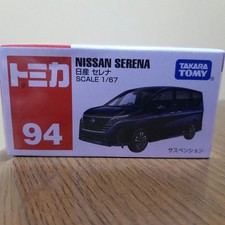 トミカ
NISSAN SERENA
日産 セレナ
SCALE 1/67
TAKARA
TOMY
94
サスペンション